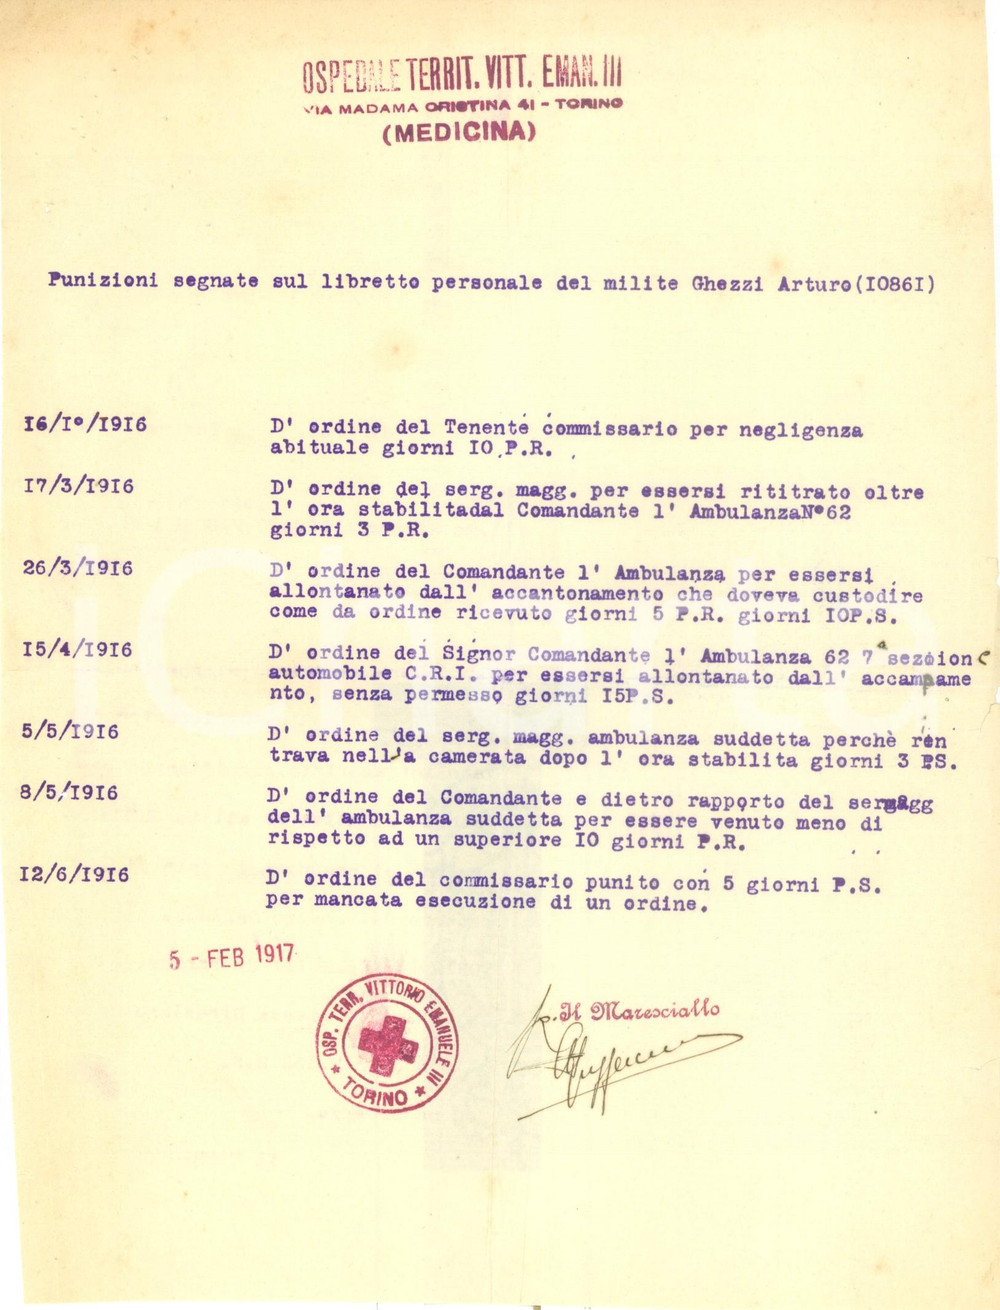 OSPEDALE TERRIT. VITT. EMAN. III
VIA MADAMA CRISTINA 41 - TORINO
(MEDICINA)
Punizioni segnate sul libretto personale del milite Ghezzi Arturo(IO86I)
I6/I°/I9I6 D' ordine del Tenente commissario per negligenza
abituale giorni IO P.R.
I7/3/I9I6 D' ordine del serg. magg. per essersi rititrato oltre
l' ora stabilitadal Comandante l' AmbulanzaN°62
giorni 3 P.R.
26/3/I9I6 D' ordine del Comandante l' Ambulanza per essersi
allontanato dall' accantonamento che doveva custodire
come da ordine ricevuto giorni 5 P.R. giorni IOP.S.
I5/4/I9I6 D' ordine del Signor Comandante l' Ambulanza 62 7ª sezione
automobile C.R.I. per essersi allontanato dall' accampame
nto, senza permesso giorni I5P.S.
5/5/I9I6 D' ordine del serg. magg. ambulanza suddetta perchè rien
trava nella camerata dopo l' ora stabilita giorni 3 PS.
8/5/I9I6 D' ordine del Comandante e dietro rapporto del sermagg
dell' ambulanza suddetta per essere venuto meno di
rispetto ad un superiore IO giorni P.R.
I2/6/I9I6 D' ordine del commissario punito con 5 giorni P.S.
per mancata esecuzione di un ordine.
5 - FEB 1917
OSP. TERR. VITTORIO EMANUELE III
★ TORINO ★
p. Il Maresciallo